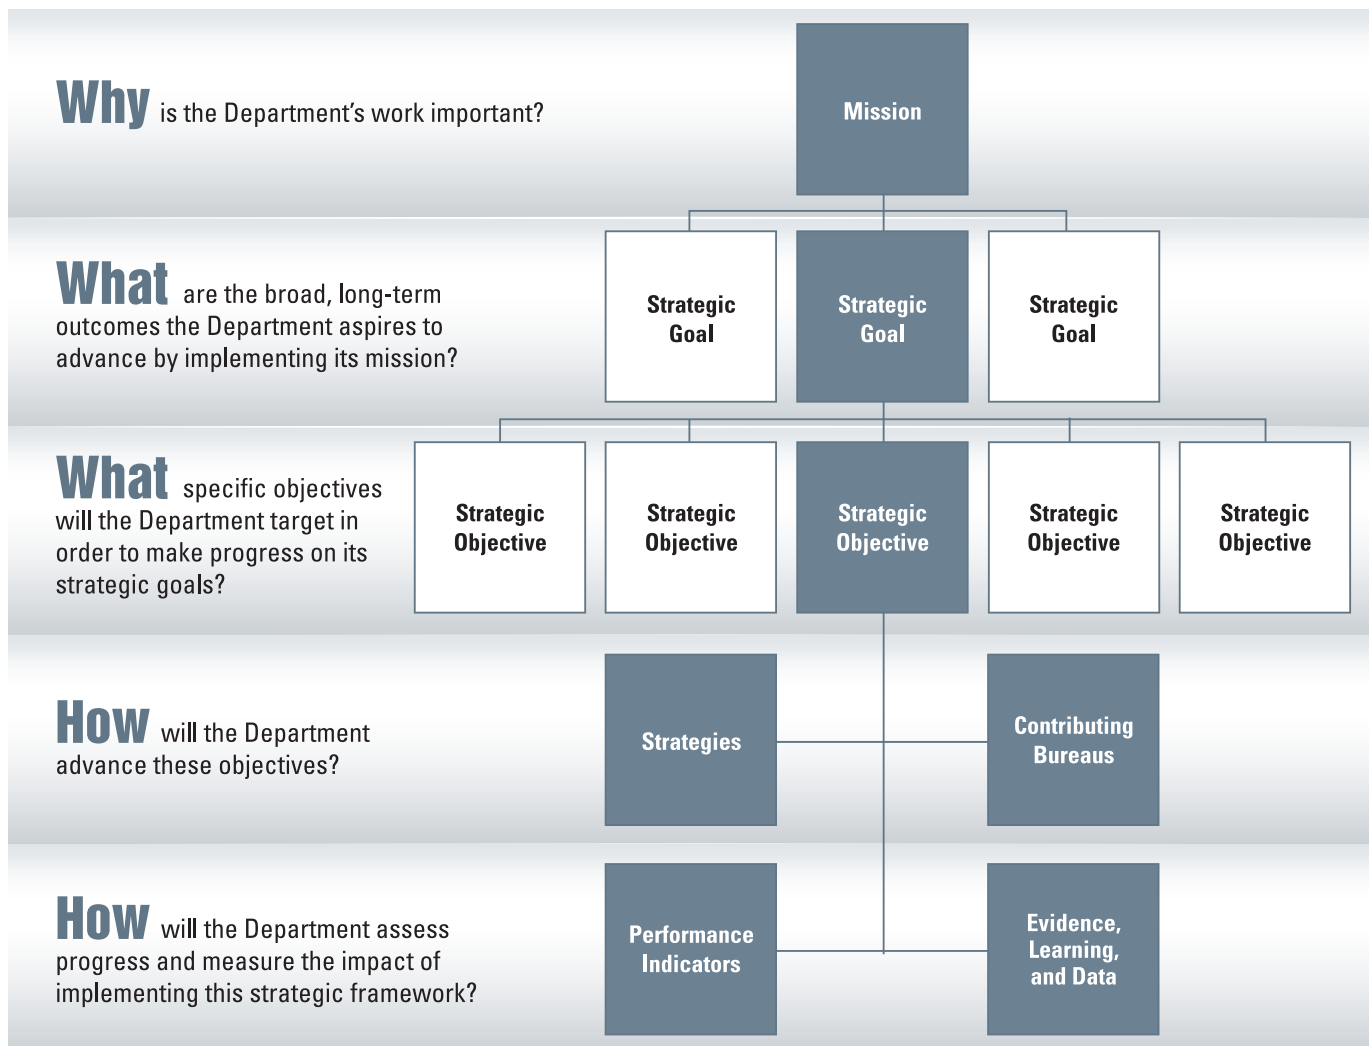 Why is the Department's work important?
Mission
What are the broad, long-term
outcomes the Department aspires to
advance by implementing its mission?
Strategic
Goal
Strategic
Goal
Strategic
Goal
What specific objectives
will the Department target in
order to make progress on its
strategic goals?
Strategic
Objective
Strategic
Objective
Strategic
Objective
Strategic
Objective
Strategic
Objective
How will the Department
advance these objectives?
Strategies
Contributing
Bureaus
How will the Department assess
progress and measure the impact of
implementing this strategic framework?
Performance
Indicators
Evidence,
Learning,
and Data